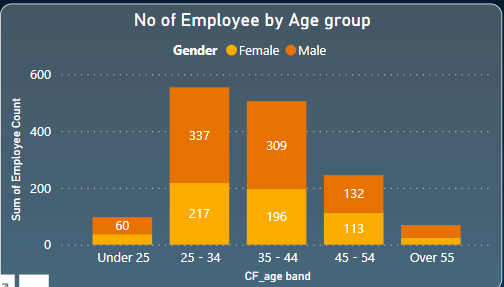 No of Employee by Age group
Gender Female Male
Sum of Employee Count
600
400
200
0
337
309
60
132
217
196
113
Under 25 25 - 34 35 - 44 45 - 54 Over 55
CF_age band